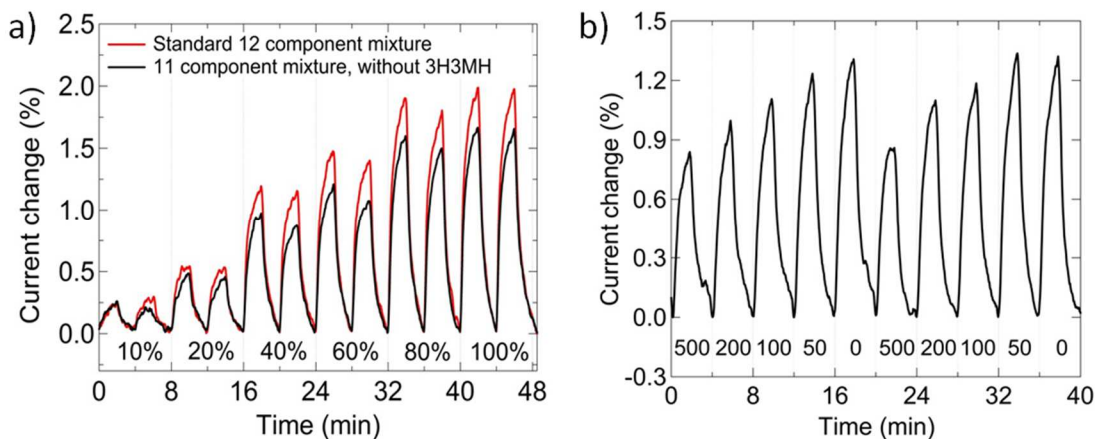 a)
2.5
2.0
1.5
1.0
0.5
0.0
Current change (%)
Standard 12 component mixture
11 component mixture, without 3H3MH
10% 20% 40% 60% 80% 100%
0 8 16 24 32 40 48
Time (min)
b)
1.5
1.2
0.9
0.6
0.3
0.0
-0.3
Current change (%)
500 200 100 50 0 500 200 100 50 0
0 8 16 24 32 40
Time (min)